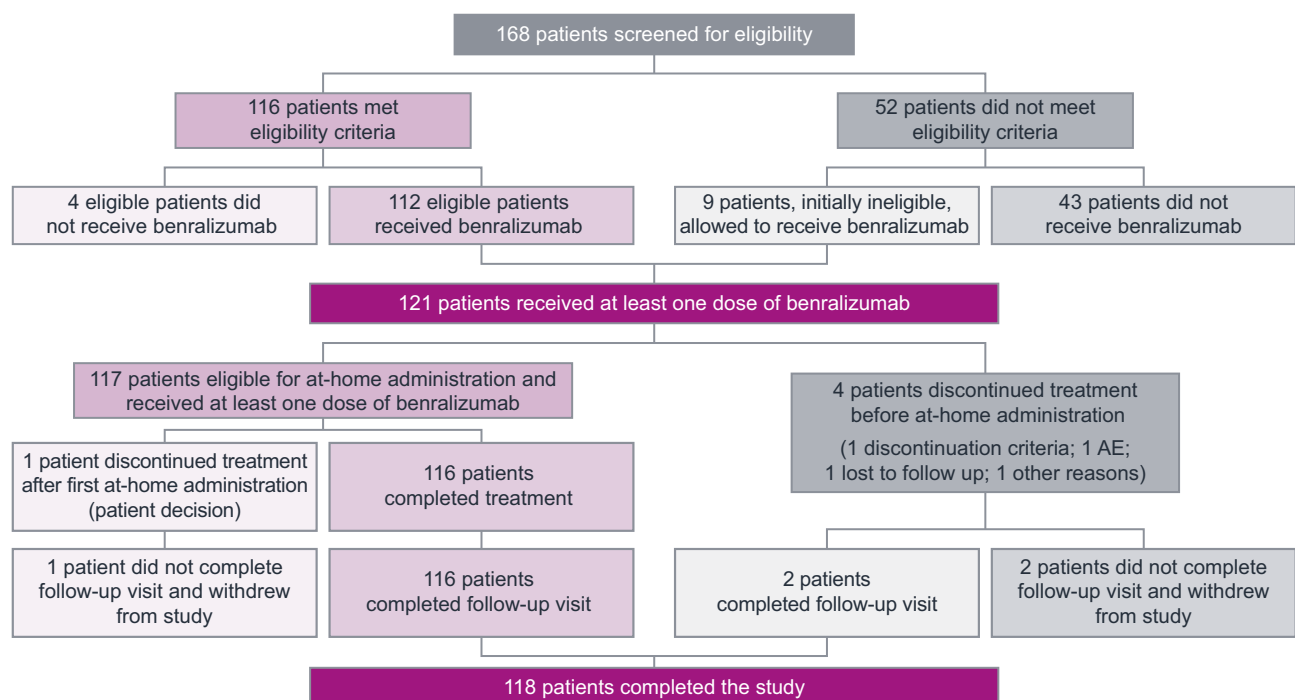 168 patients screened for eligibility
116 patients met
eligibility criteria
52 patients did not meet
eligibility criteria
4 eligible patients did
not receive benralizumab
112 eligible patients
received benralizumab
9 patients, initially ineligible,
allowed to receive benralizumab
43 patients did not
receive benralizumab
121 patients received at least one dose of benralizumab
117 patients eligible for at-home administration and
received at least one dose of benralizumab
4 patients discontinued treatment
before at-home administration
(1 discontinuation criteria; 1 AE;
1 lost to follow up; 1 other reasons)
1 patient discontinued treatment
after first at-home administration
(patient decision)
116 patients
completed treatment
1 patient did not complete
follow-up visit and withdrew
from study
116 patients
completed follow-up visit
2 patients
completed follow-up visit
2 patients did not complete
follow-up visit and withdrew
from study
118 patients completed the study